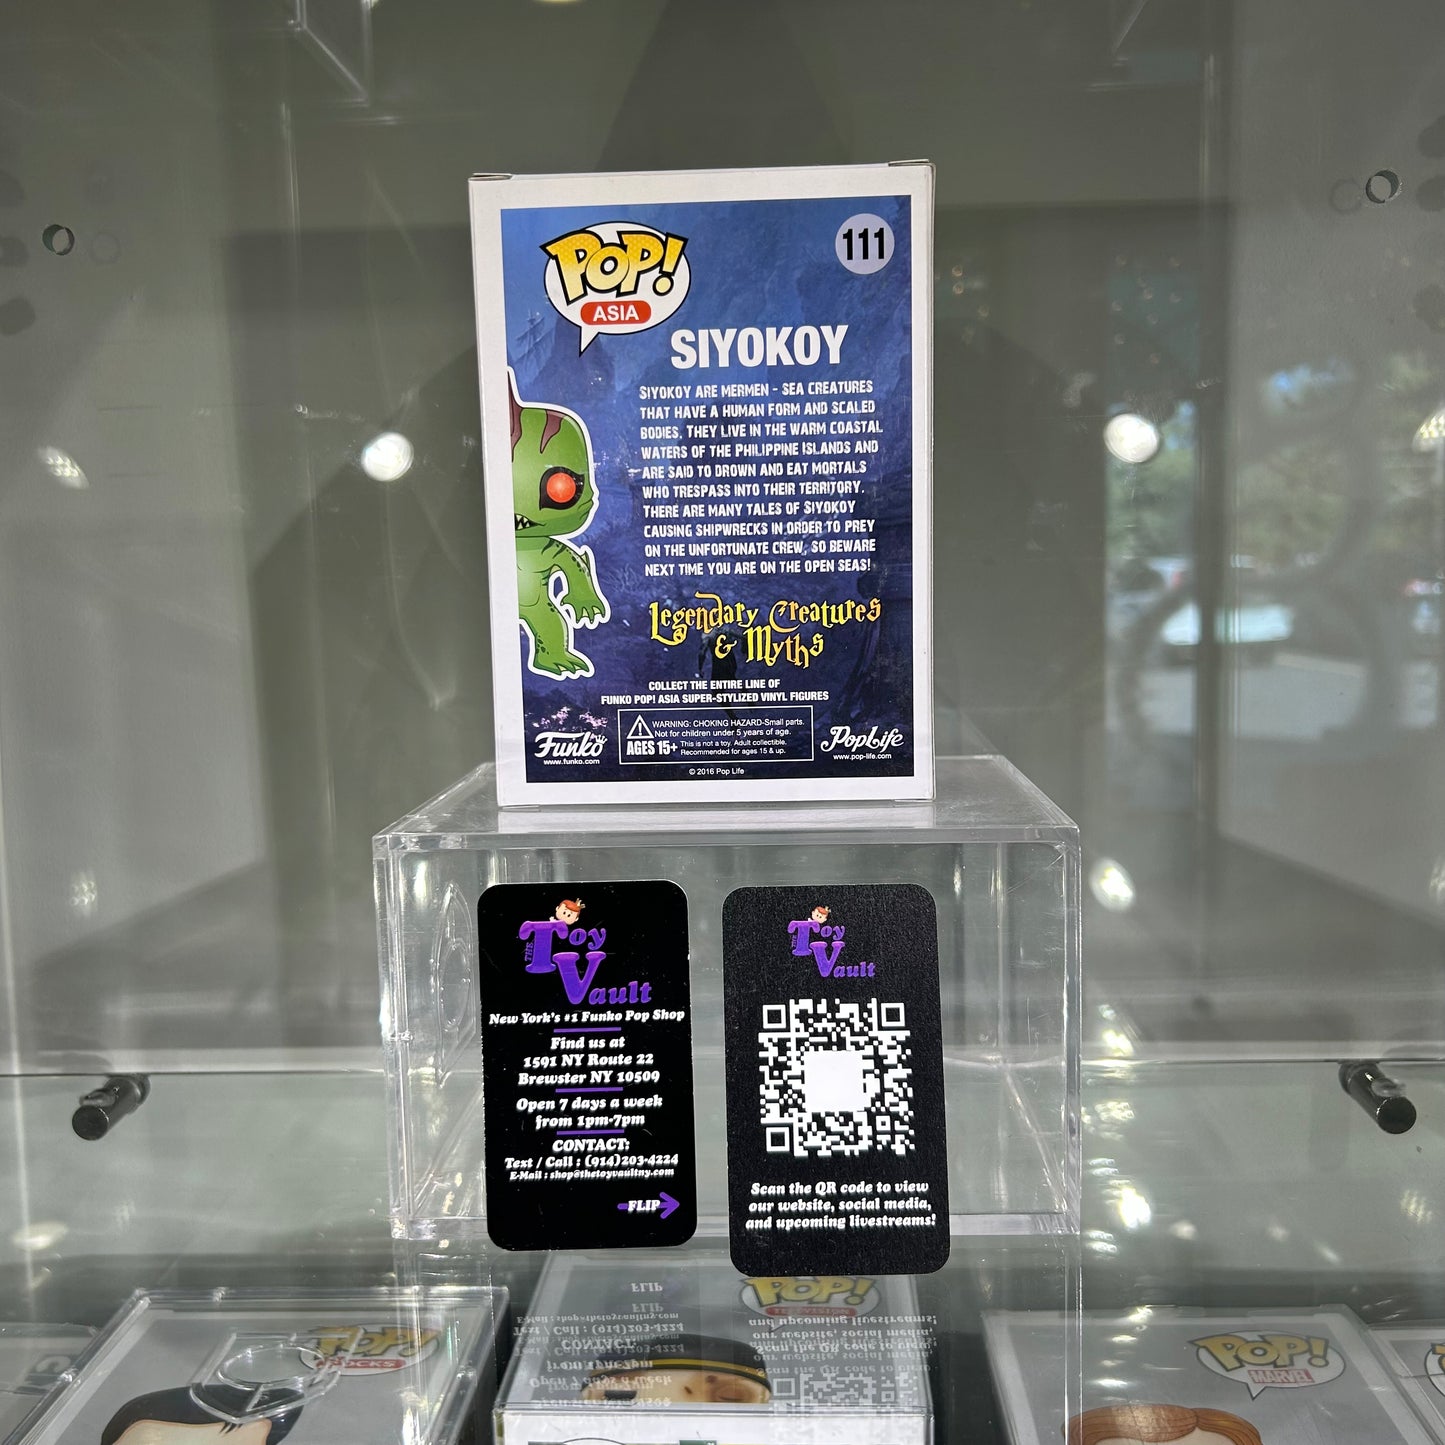 POP!
ASIA
111
SIYOKOY
SIYOKOY ARE MERMEN - SEA CREATURES
THAT HAVE A HUMAN FORM AND SCALED
BODIES. THEY LIVE IN THE WARM COASTAL
WATERS OF THE PHILIPPINE ISLANDS AND
ARE SAID TO DROWN AND EAT MORTALS
WHO TRESPASS INTO THEIR TERRITORY.
THERE ARE MANY TALES OF SIYOKOY
CAUSING SHIPWRECKS IN ORDER TO PREY
ON THE UNFORTUNATE CREW, SO BEWARE
NEXT TIME YOU ARE ON THE OPEN SEAS!
Legendary Creatures
& Myths
COLLECT THE ENTIRE LINE OF
FUNKO POP! ASIA SUPER-STYLIZED VINYL FIGURES
WARNING: CHOKING HAZARD-Small parts.
Not for children under 5 years of age.
AGES 15+ This is not a toy. Adult collectible.
Recommended for ages 15 & up.
Funko
www.funko.com
PopLife
www.pop-life.com
© 2016 Pop Life
THE Toy
Vault
New York's #1 Funko Pop Shop
Find us at
1591 NY Route 22
Brewster NY 10509
Open 7 days a week
from 1pm-7pm
CONTACT:
Text / Call : (914)203-4224
E-Mail : shop@thetoyvaultny.com
FLIP
THE Toy
Vault
Scan the QR code to view
our website, social media,
and upcoming livestreams!
POP!
ROCKS
POP!
TELEVISION
POP!
MARVEL